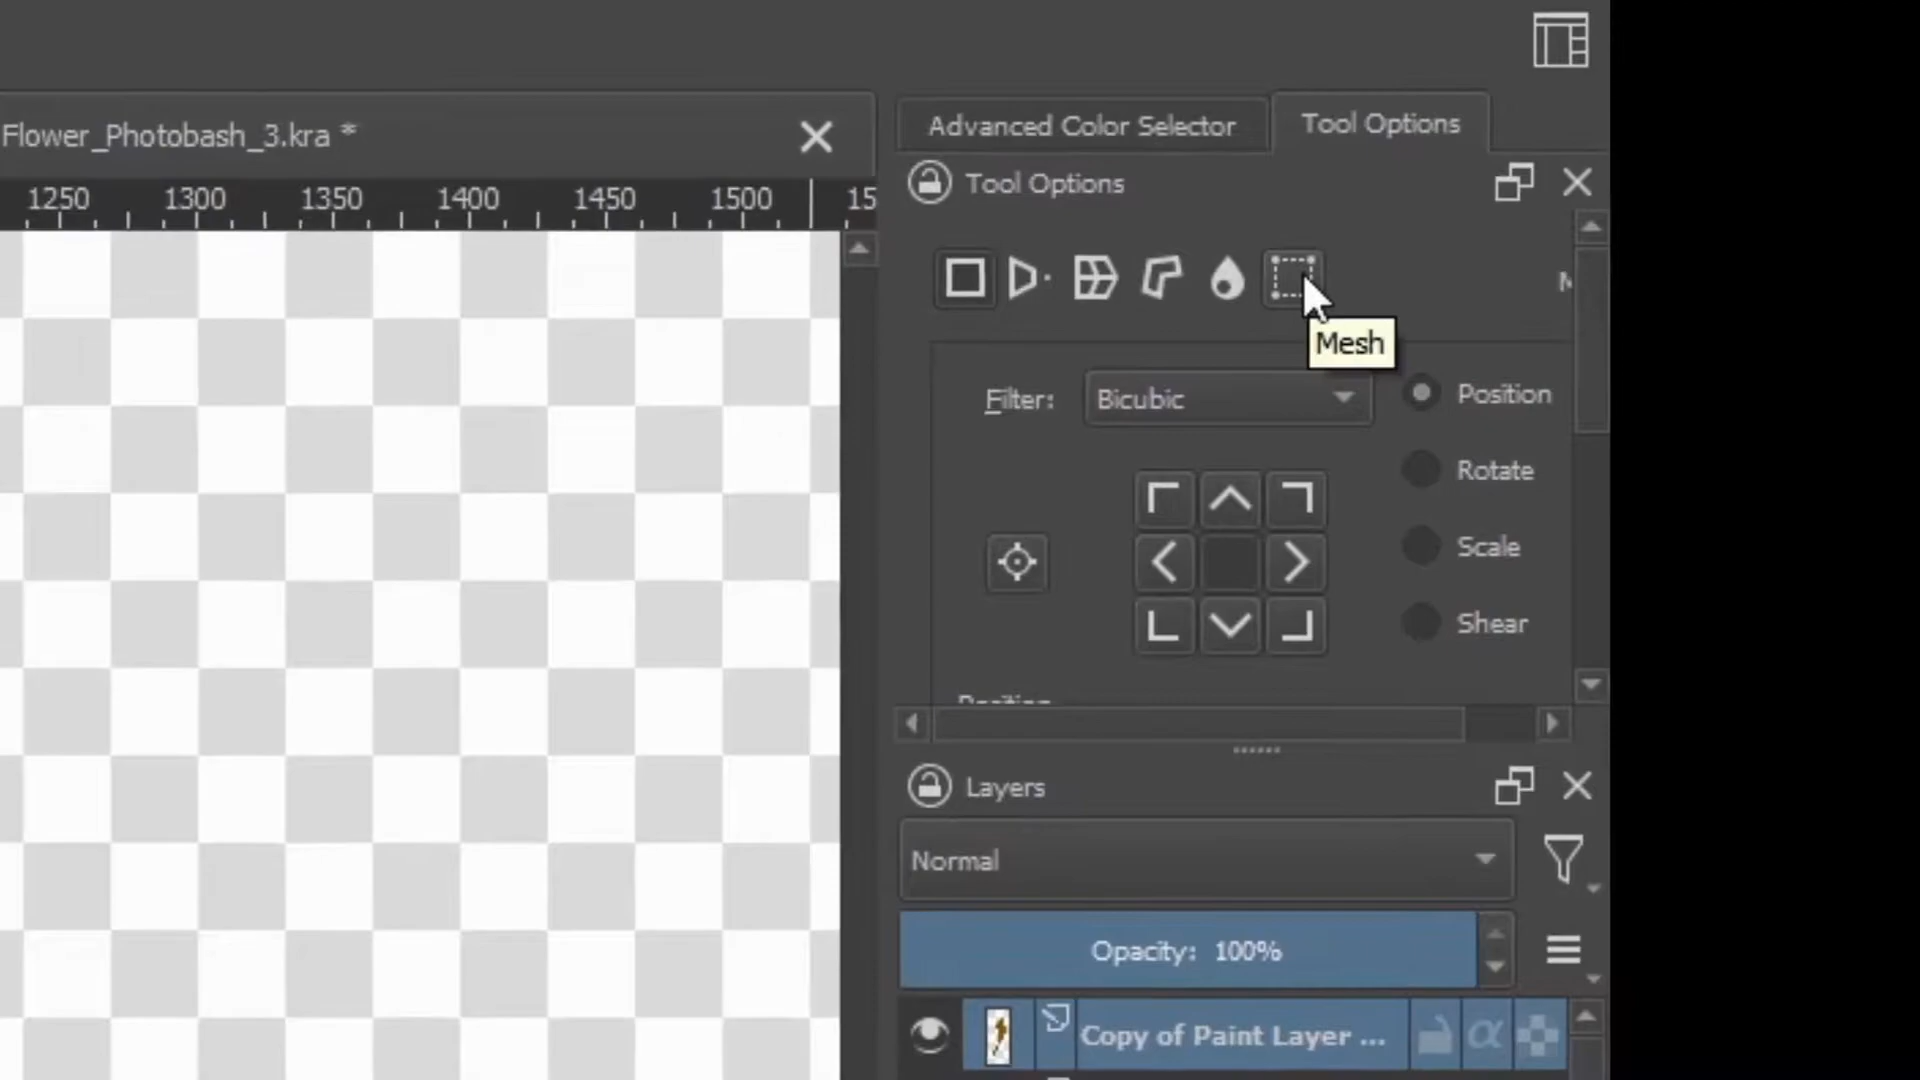 Advanced Color Selector
Tool Options
Flower_Photobash_3.kra *
Tool Options
1250 1300 1350 1400 1450 1500 15
Mesh
Filter: Bicubic
Position
Rotate
Scale
Shear
Layers
Normal
Opacity: 100%
Copy of Paint Layer ...
α